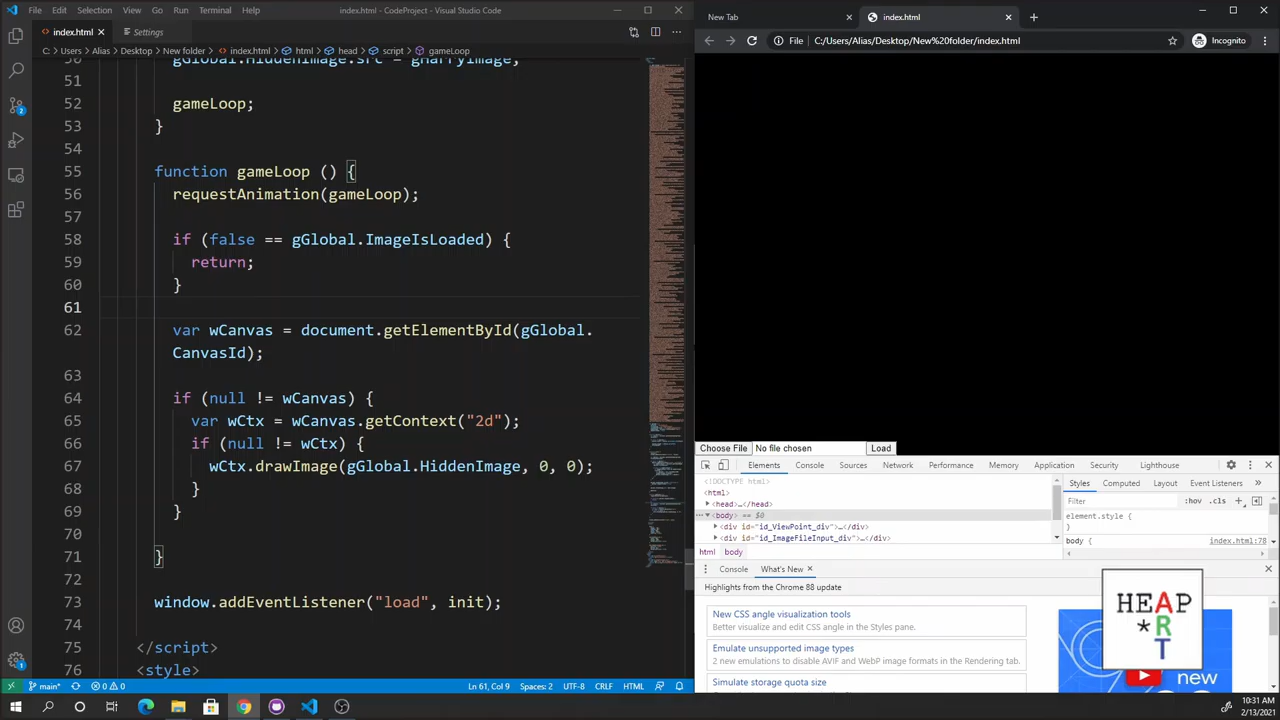 File Edit Selection View Go Run Terminal Help
index.html - CodeProject - Visual Studio Code
index.html
Settings
C: > Users > Alias > Desktop > New folder > index.html > html > head > script > gameLoop
gGlobal.HiddenImage.src = gHarryImage;
51
52 gameLoop;
53 }
54
function gameLoop () {
58 if (false == gGlobal.ImageIsLoaded) {
59 return;
60 }
61
62 var wCanvas = document.getElementById(gGlobal.
CanvasId);
63
64 if (null != wCanvas) {
65 var wCtx = wCanvas.getContext("2d");
66 if (null != wCtx) {
67 .drawImage(gGlobal.HiddenImage, 0, 0);
68 }
69 }
70
71 }
72
73 window.addEventListener("load", init);
74
75 </script>
76 <style>
main*
0 0
Ln 61, Col 9 Spaces: 2 UTF-8 CRLF HTML
New Tab
index.html
File C:/Users/Alias/Desktop/New%20folder/index.html
Incognito
Choose File No file chosen Load
Elements Console Sources Network Performance Memory Application Security Lighthouse
<!DOCTYPE html>
<html>
<head>…</head>
<body> == $0
<div id="id_ViewPoint_div">…</div>
<div id="id_ImageFileInput_div">…</div>
html body
Styles Computed Layout Event Listeners
Filter :hov .cls
element.style {
}
body { index.html:78
Console What's New
Highlights from the Chrome 88 update
New CSS angle visualization tools
Better visualize and edit CSS angle in the Styles pane.
Emulate unsupported image types
2 new emulations to disable AVIF and WebP image formats in the Rendering tab.
Simulate storage quota size
HEAP
*ART
new
10:31 AM
2/13/2021